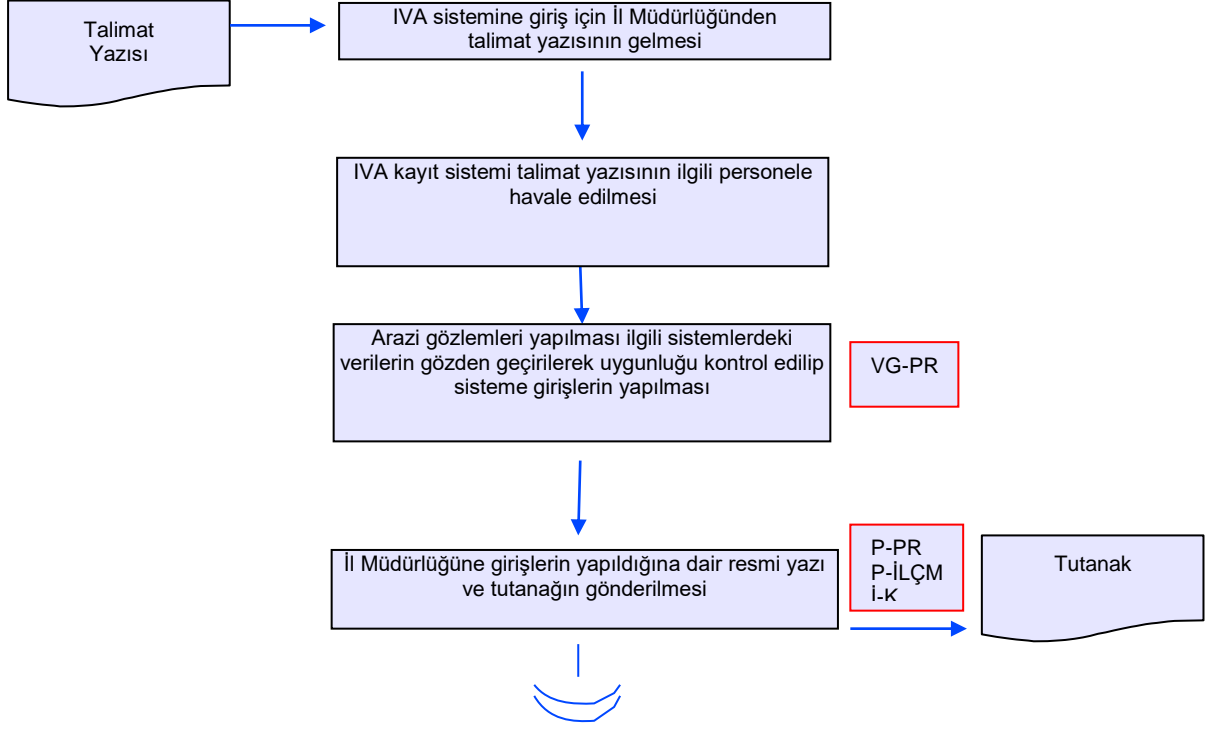 Talimat
Yazısı
IVA sistemine giriş için İl Müdürlüğünden
talimat yazısının gelmesi
IVA kayıt sistemi talimat yazısının ilgili personele
havale edilmesi
Arazi gözlemleri yapılması ilgili sistemlerdeki
verilerin gözden geçirilerek uygunluğu kontrol edilip
sisteme girişlerin yapılması
VG-PR
İl Müdürlüğüne girişlerin yapıldığına dair resmi yazı
ve tutanağın gönderilmesi
P-PR
P-İLÇM
İ-K
Tutanak